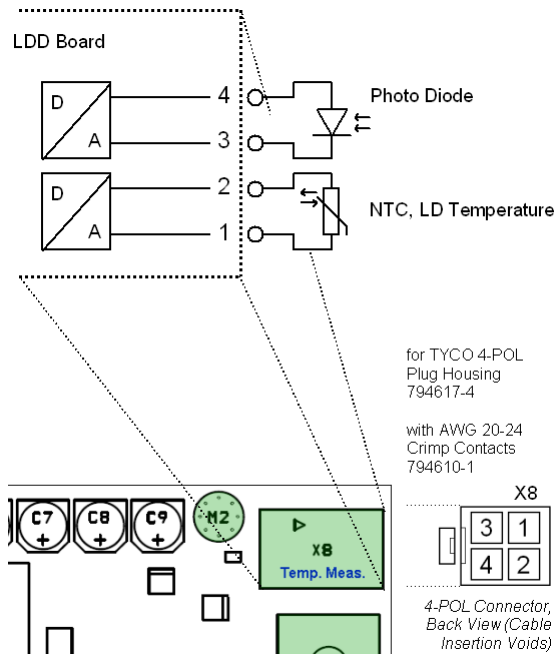 LDD Board
D
A
4
3
Photo Diode
D
A
2
1
NTC, LD Temperature
for TYCO 4-POL
Plug Housing
794617-4
with AWG 20-24
Crimp Contacts
794610-1
X8
3 1
4 2
4-POL Connector,
Back View (Cable
Insertion Voids)
C7
C8
C9
M2
X8
Temp. Meas.